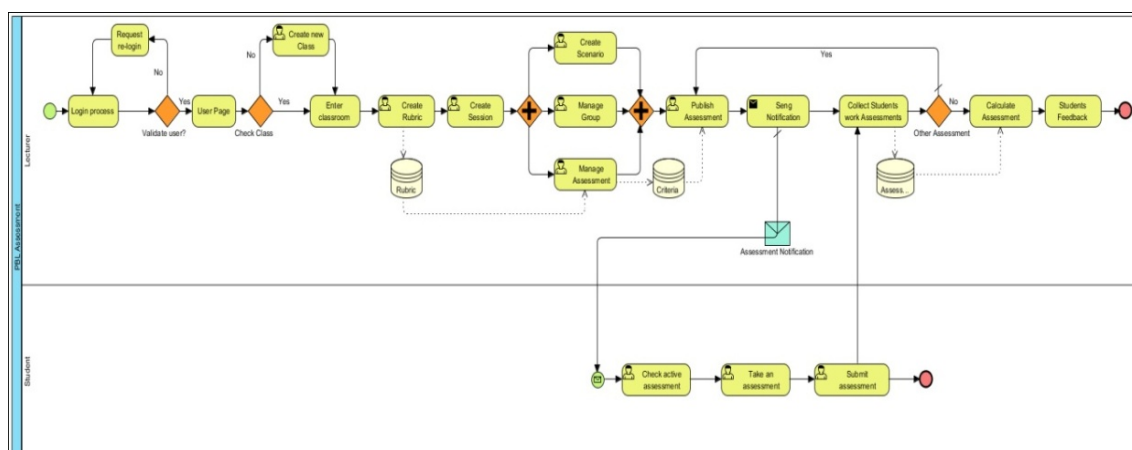 PBL Assessment
Lecturer
Request
re-login
No
Login process
Validate user?
Yes
User Page
No
Check Class
Yes
Create new
Class
Enter
classroom
Create
Rubric
Rubric
Create
Session
Create
Scenario
Manage
Group
Manage
Assessment
Criteria
Publish
Assessment
Yes
Seng
Notification
Assessment Notification
Collect Students
work Assessments
Assess...
Other Assessment
No
Calculate
Assessment
Students
Feedback
Student
Check active
assessment
Take an
assessment
Submit
assessment